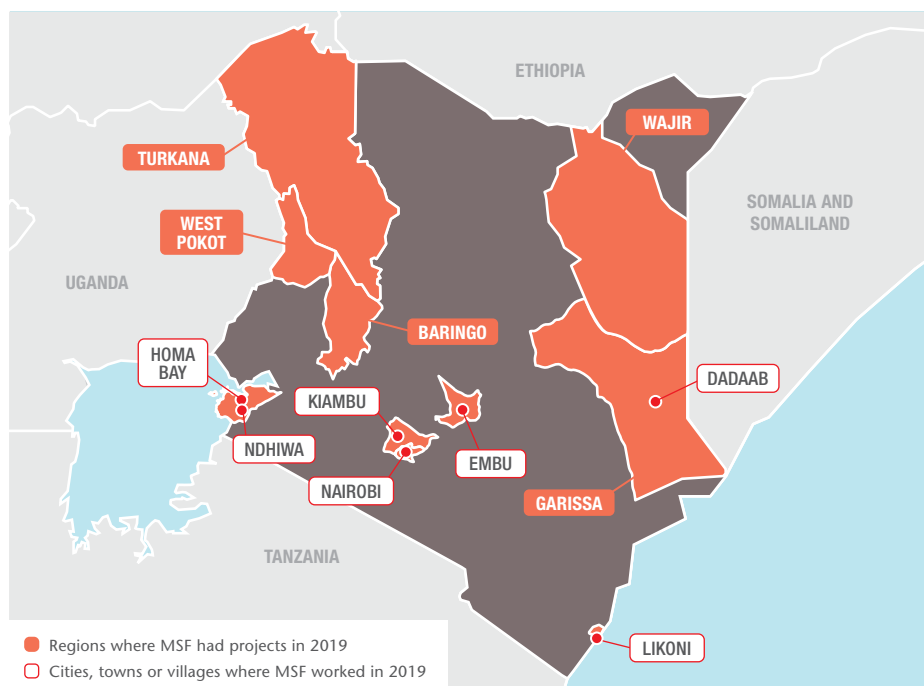 ETHIOPIA
WAJIR
TURKANA
SOMALIA AND
SOMALILAND
WEST
POKOT
UGANDA
BARINGO
HOMA
BAY
DADAAB
KIAMBU
NDHIWA
EMBU
NAIROBI
GARISSA
TANZANIA
Regions where MSF had projects in 2019
LIKONI
Cities, towns or villages where MSF worked in 2019